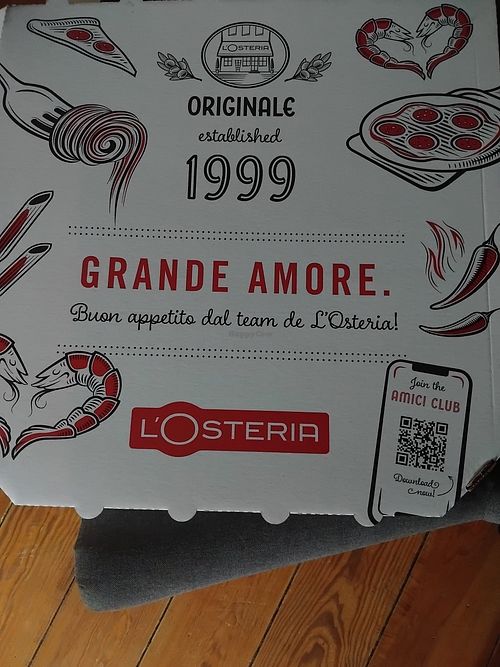 L'OSTERIA
ORIGINALE
established
1999
GRANDE AMORE.
Buon appetito dal team de L'Osteria!
L'OSTERIA
Join the
AMICI CLUB
Download
now!